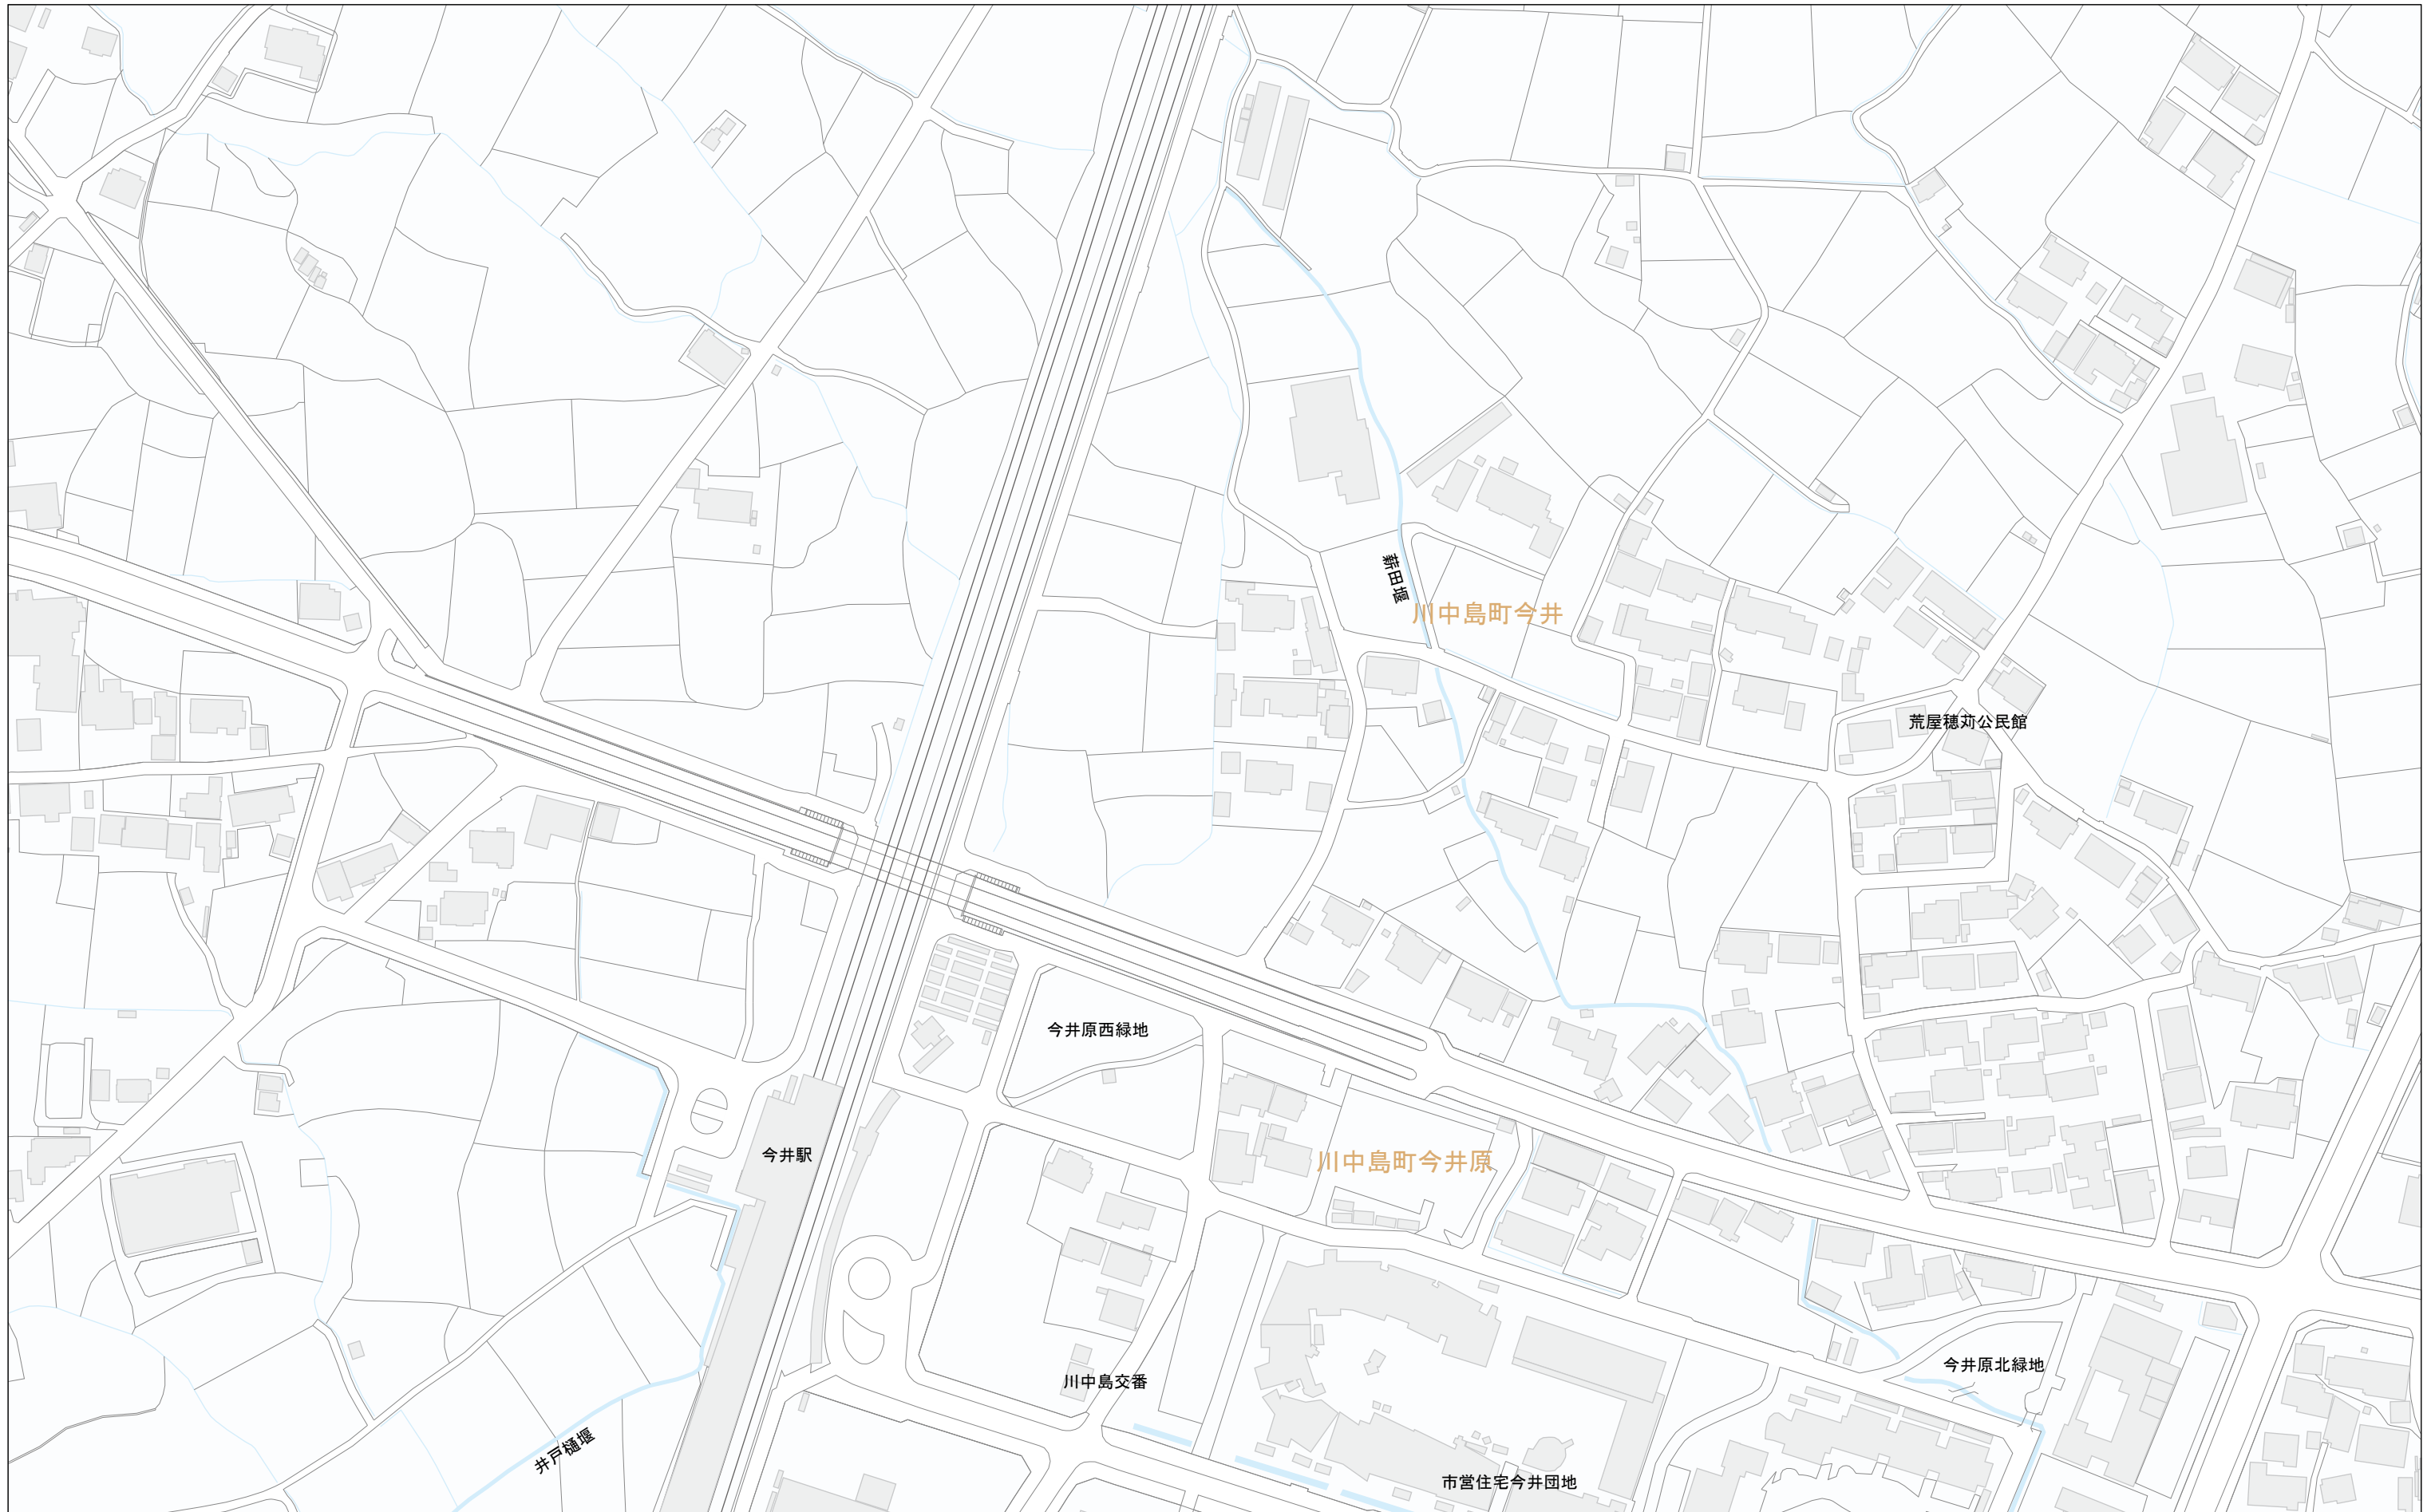 薪田堰
川中島町今井
荒屋穂苅公民館
今井原西緑地
今井駅
川中島町今井原
今井原北緑地
川中島交番
井戸樋堰
市営住宅今井団地